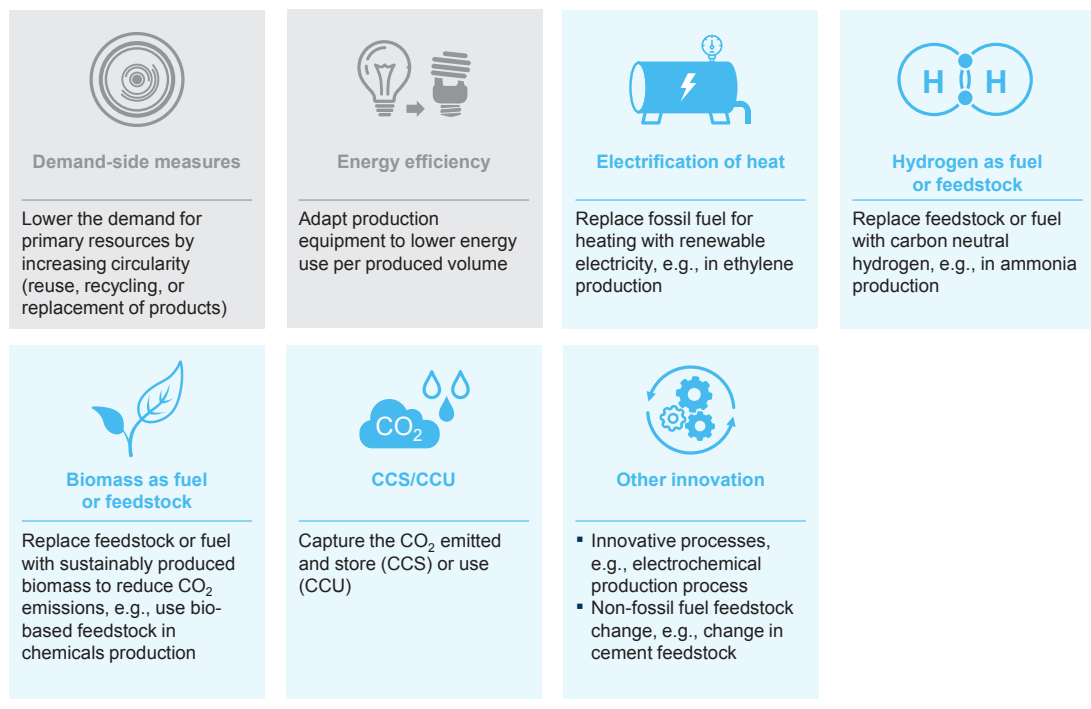 Demand-side measures
Lower the demand for
primary resources by
increasing circularity
(reuse, recycling, or
replacement of products)
Energy efficiency
Adapt production
equipment to lower energy
use per produced volume
Electrification of heat
Replace fossil fuel for
heating with renewable
electricity, e.g., in ethylene
production
H H
Hydrogen as fuel
or feedstock
Replace feedstock or fuel
with carbon neutral
hydrogen, e.g., in ammonia
production
Biomass as fuel
or feedstock
Replace feedstock or fuel
with sustainably produced
biomass to reduce CO₂
emissions, e.g., use bio-
based feedstock in
chemicals production
CO₂
CCS/CCU
Capture the CO₂ emitted
and store (CCS) or use
(CCU)
Other innovation
▪ Innovative processes,
e.g., electrochemical
production process
▪ Non-fossil fuel feedstock
change, e.g., change in
cement feedstock